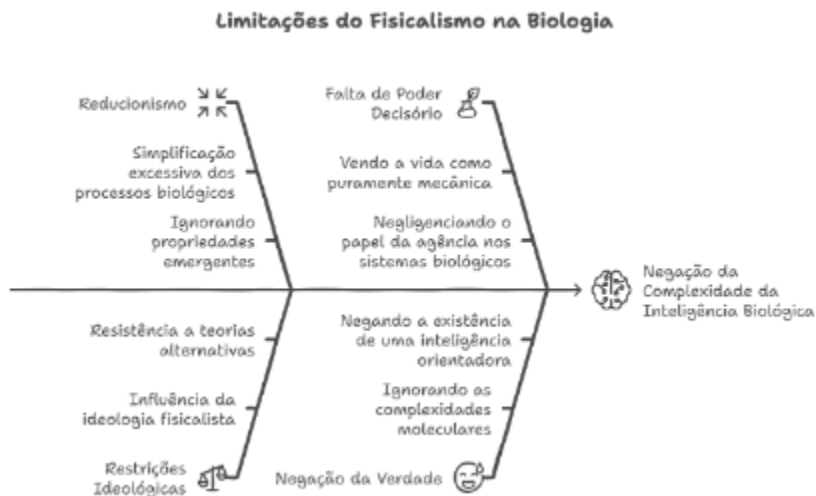 Limitações do Fisicalismo na Biologia
Reducionismo
Simplificação
excessiva dos
processos biológicos
Ignorando
propriedades
emergentes
Falta de Poder
Decisório
Vendo a vida como
puramente mecânica
Negligenciando o
papel da agência nos
sistemas biológicos
Negação da
Complexidade da
Inteligência Biológica
Resistência a teorias
alternativas
Influência da
ideologia fisicalista
Restrições
Ideológicas
Negando a existência
de uma inteligência
orientadora
Ignorando as
complexidades
moleculares
Negação da Verdade